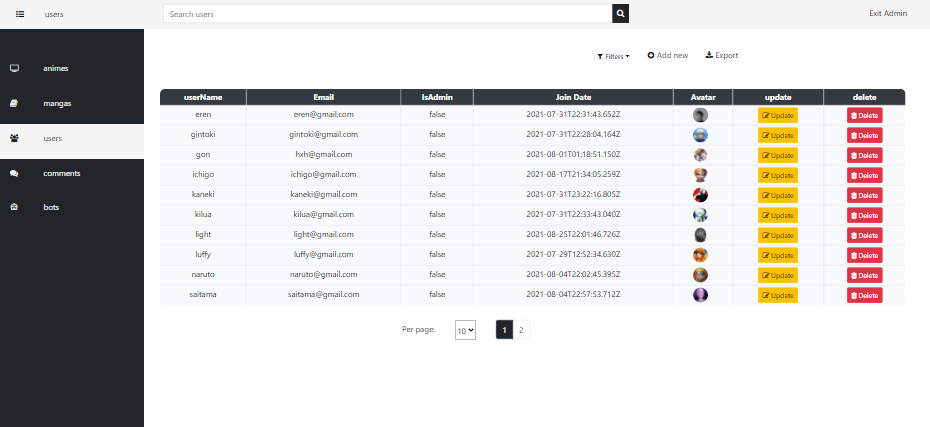 users
Search users
Exit Admin
animes
mangas
users
comments
bots
Filters
Add new
Export
userName Email IsAdmin Join Date Avatar update delete
eren eren@gmail.com false 2021-07-31T22:31:43.652Z Update Delete
gintoki gintoki@gmail.com false 2021-07-31T22:28:04.164Z Update Delete
gon hxh@gmail.com false 2021-08-01T01:18:51.150Z Update Delete
ichigo ichigo@gmail.com false 2021-08-17T21:34:05.259Z Update Delete
kaneki kaneki@gmail.com false 2021-07-31T23:22:16.805Z Update Delete
kilua kilua@gmail.com false 2021-07-31T22:33:43.040Z Update Delete
light light@gmail.com false 2021-08-25T22:01:46.726Z Update Delete
luffy luffy@gmail.com false 2021-07-29T12:52:34.630Z Update Delete
naruto naruto@gmail.com false 2021-08-04T22:02:45.395Z Update Delete
saitama saitama@gmail.com false 2021-08-04T22:57:53.712Z Update Delete
Per page: 10 1 2